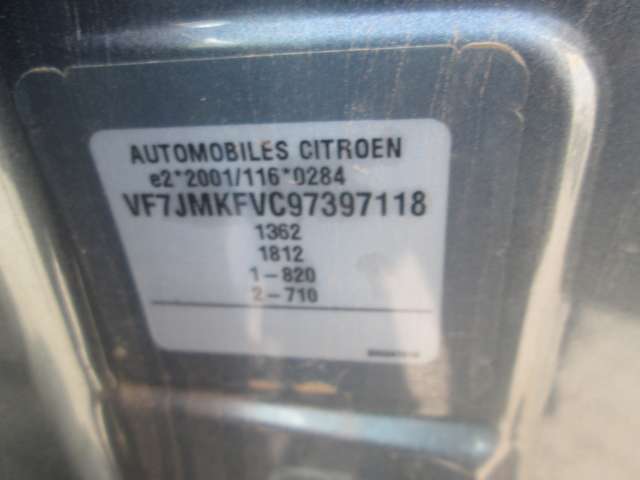 AUTOMOBILES CITROEN
e2*2001/116*0284
VF7JMKFVC97397118
1362
1812
1-820
2-710